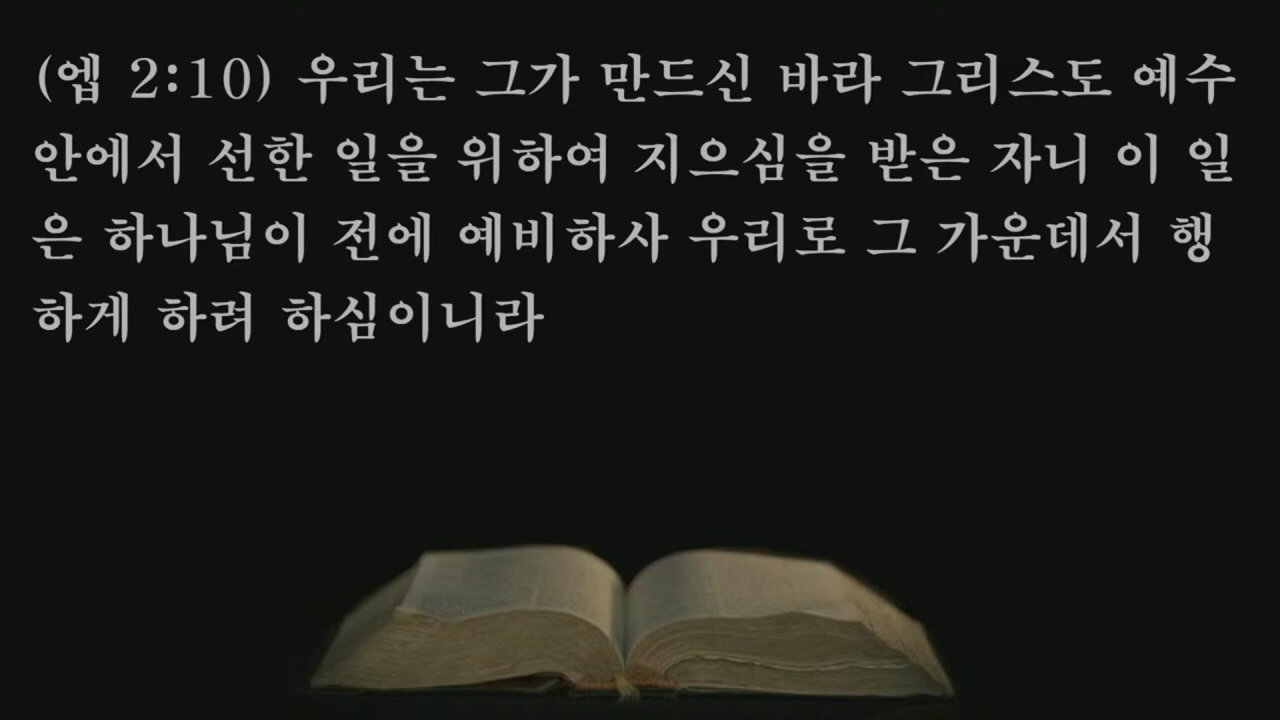 (엡 2:10) 우리는 그가 만드신 바라 그리스도 예수
안에서 선한 일을 위하여 지으심을 받은 자니 이 일
은 하나님이 전에 예비하사 우리로 그 가운데서 행
하게 하려 하심이니라